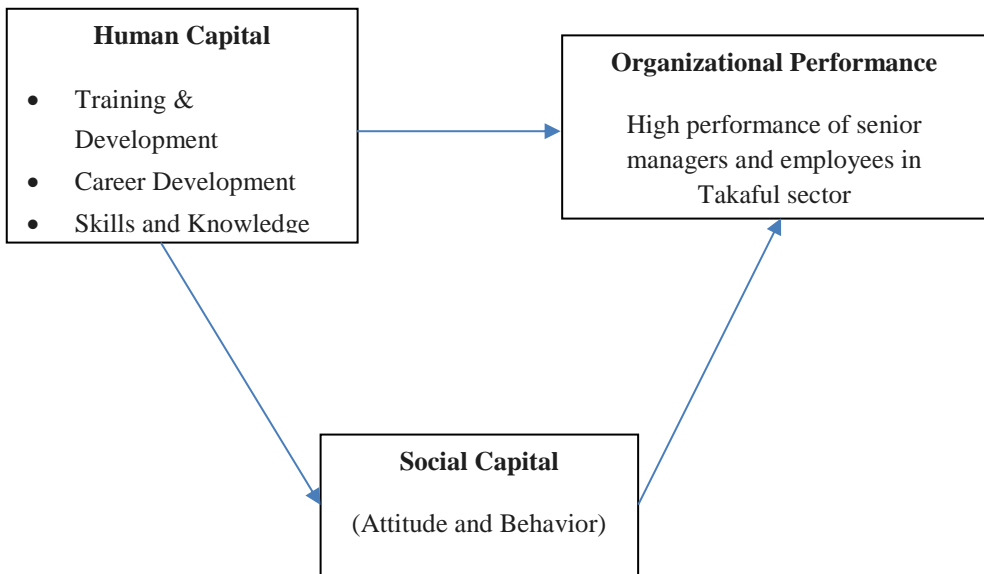 Human Capital
• Training &
Development
• Career Development
• Skills and Knowledge
Organizational Performance
High performance of senior
managers and employees in
Takaful sector
Social Capital
(Attitude and Behavior)